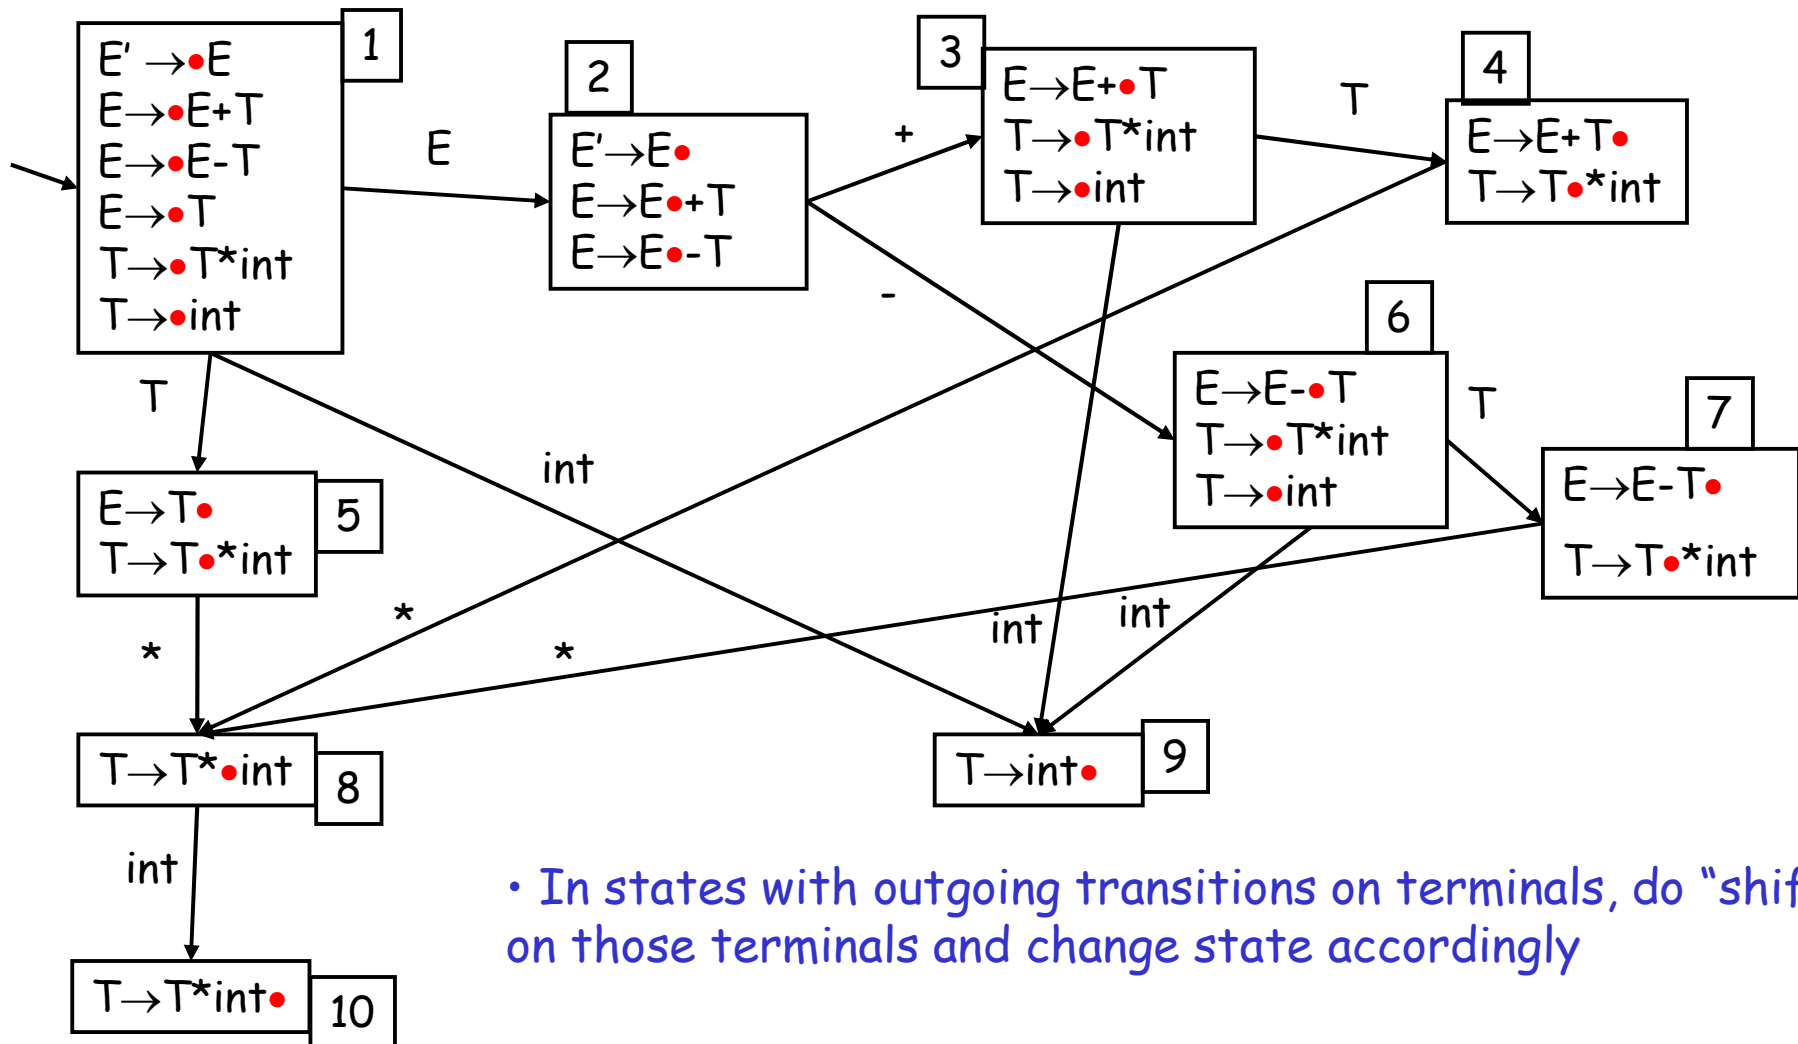 1
E' →•E
E→•E+T
E→•E-T
E→•T
T→•T*int
T→•int
E
2
E'→E•
E→E•+T
E→E•-T
+
-
3
E→E+•T
T→•T*int
T→•int
T
4
E→E+T•
T→T•*int
6
E→E-•T
T→•T*int
T→•int
T
7
E→E-T•
T→T•*int
T
int
5
E→T•
T→T•*int
*
*
*
int
int
8
T→T*•int
9
T→int•
int
10
T→T*int•
• In states with outgoing transitions on terminals, do “shif
on those terminals and change state accordingly